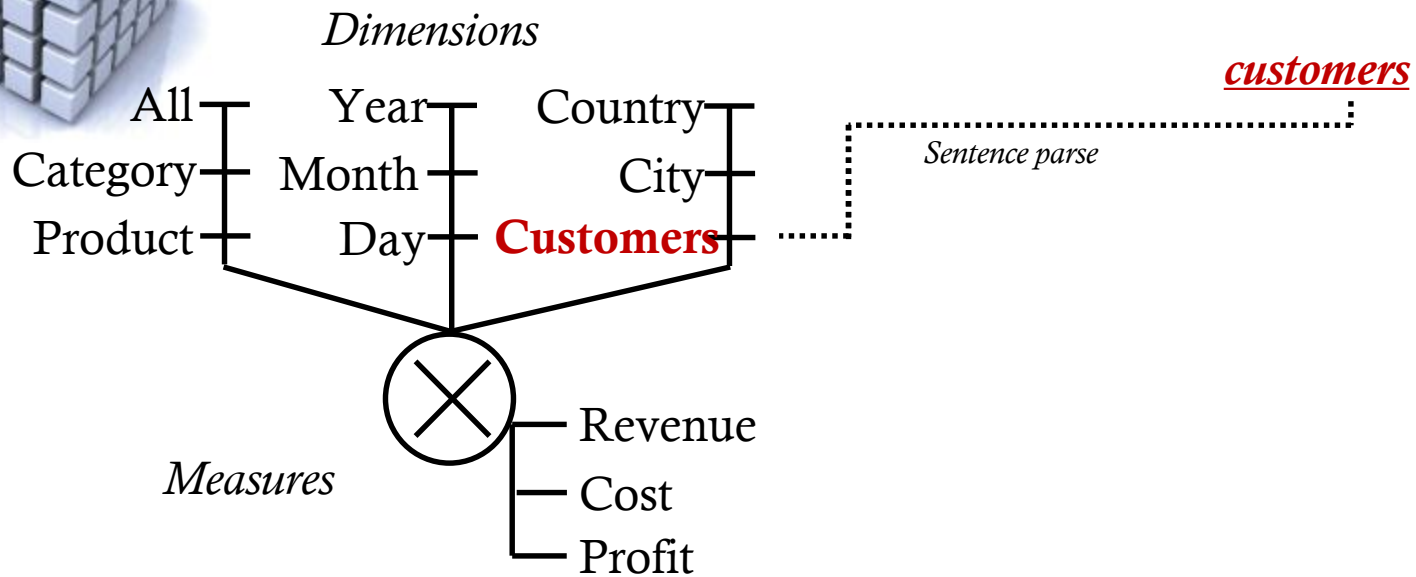 Dimensions
customers
All Year Country
Sentence parse
Category Month City
Product Day Customers
Revenue
Measures
Cost
Profit